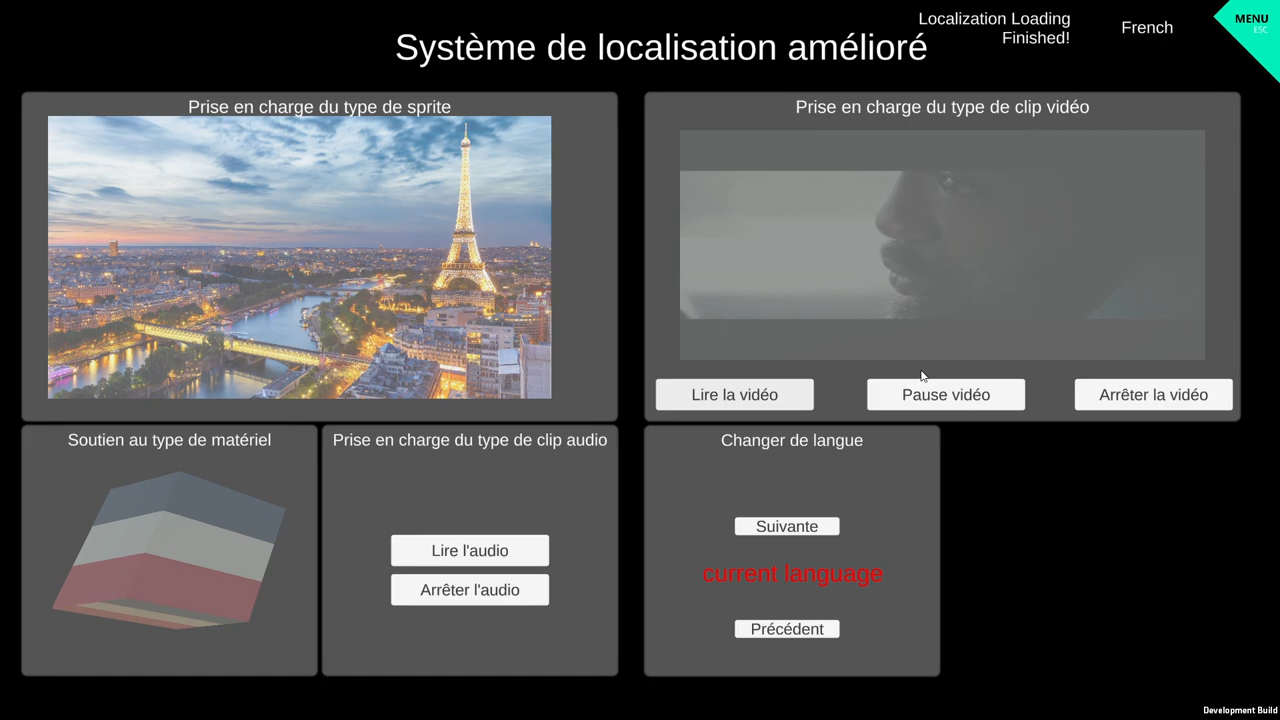 Localization Loading
Finished!
French
MENU
ESC
Système de localisation amélioré
Prise en charge du type de sprite
Prise en charge du type de clip vidéo
Lire la vidéo
Pause vidéo
Arrêter la vidéo
Soutien au type de matériel
Prise en charge du type de clip audio
Lire l'audio
Arrêter l'audio
Changer de langue
Suivante
current language
Précédent
Development Build